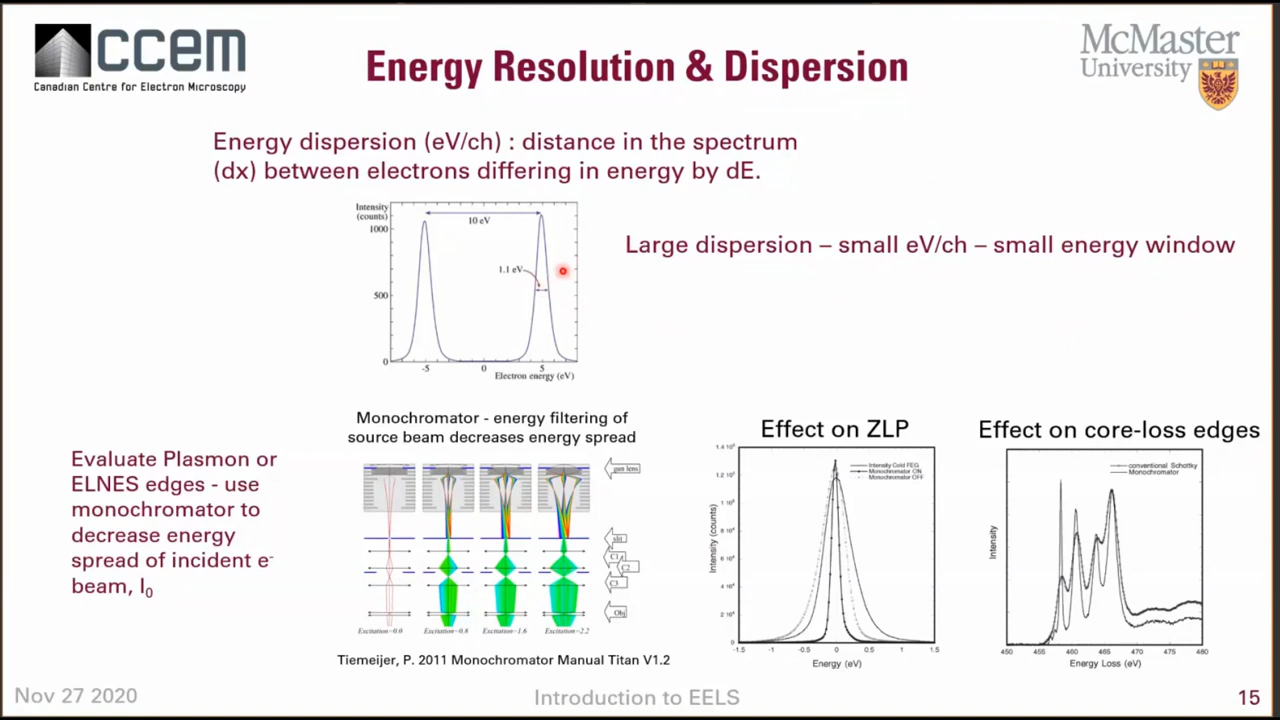 ccem
Canadian Centre for Electron Microscopy
Energy Resolution & Dispersion
McMaster
University
Energy dispersion (eV/ch) : distance in the spectrum
(dx) between electrons differing in energy by dE.
Intensity
(counts)
1000
500
0
10 eV
1.1 eV
-5
0
5
Electron energy (eV)
Large dispersion – small eV/ch – small energy window
Evaluate Plasmon or
ELNES edges - use
monochromator to
decrease energy
spread of incident e-
beam, I0
Monochromator - energy filtering of
source beam decreases energy spread
gun lens
slit
C1
C2
C3
Obj
Excitation=0.0
Excitation=0.8
Excitation=1.6
Excitation=2.2
Tiemeijer, P. 2011 Monochromator Manual Titan V1.2
Effect on ZLP
Intensity Cold FEG
Monochromator ON
Monochromator OFF
Intensity (counts)
0
-1.5
-1
-0.5
0
0.5
1
1.5
Energy (eV)
Effect on core-loss edges
conventional Schottky
Monochromator
Intensity
450
455
460
465
470
475
480
Energy Loss (eV)
Nov 27 2020
Introduction to EELS
15